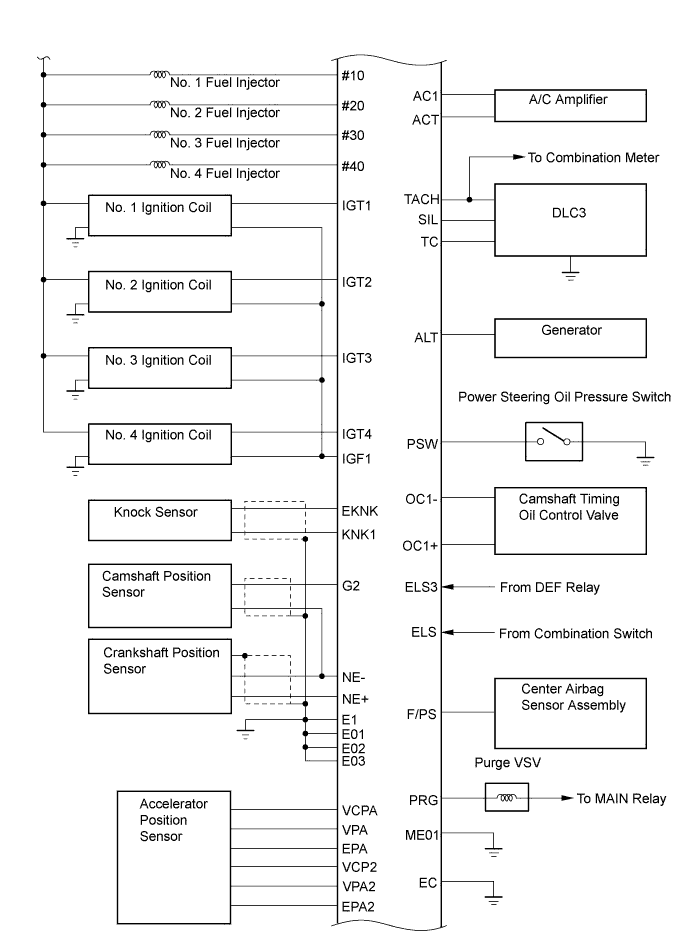 No. 1 Fuel Injector
#10
No. 2 Fuel Injector
#20
No. 3 Fuel Injector
#30
No. 4 Fuel Injector
#40
No. 1 Ignition Coil
IGT1
No. 2 Ignition Coil
IGT2
No. 3 Ignition Coil
IGT3
No. 4 Ignition Coil
IGT4
IGF1
Knock Sensor
EKNK
KNK1
Camshaft Position
Sensor
G2
Crankshaft Position
Sensor
NE-
NE+
E1
E01
E02
E03
Accelerator
Position
Sensor
VCPA
VPA
EPA
VCP2
VPA2
EPA2
AC1
ACT
A/C Amplifier
To Combination Meter
TACH
SIL
TC
DLC3
ALT
Generator
Power Steering Oil Pressure Switch
PSW
OC1-
OC1+
Camshaft Timing
Oil Control Valve
ELS3
From DEF Relay
ELS
From Combination Switch
F/PS
Center Airbag
Sensor Assembly
Purge VSV
PRG
To MAIN Relay
ME01
EC